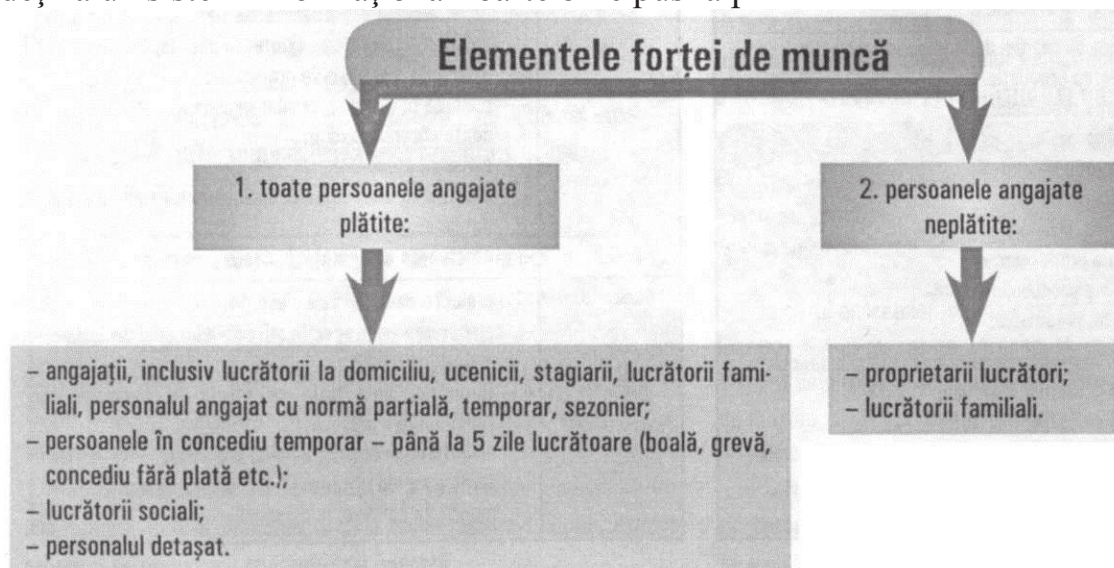 Elementele forței de muncă
1. toate persoanele angajate
plătite:
2. persoanele angajate
neplătite:
– angajații, inclusiv lucrătorii la domiciliu, ucenicii, stagiarii, lucrătorii fami-
liali, personalul angajat cu normă parțială, temporar, sezonier;
– persoanele în concediu temporar – până la 5 zile lucrătoare (boală, grevă,
concediu fără plată etc.);
– lucrătorii sociali;
– personalul detașat.
– proprietarii lucrători;
– lucrătorii familiali.